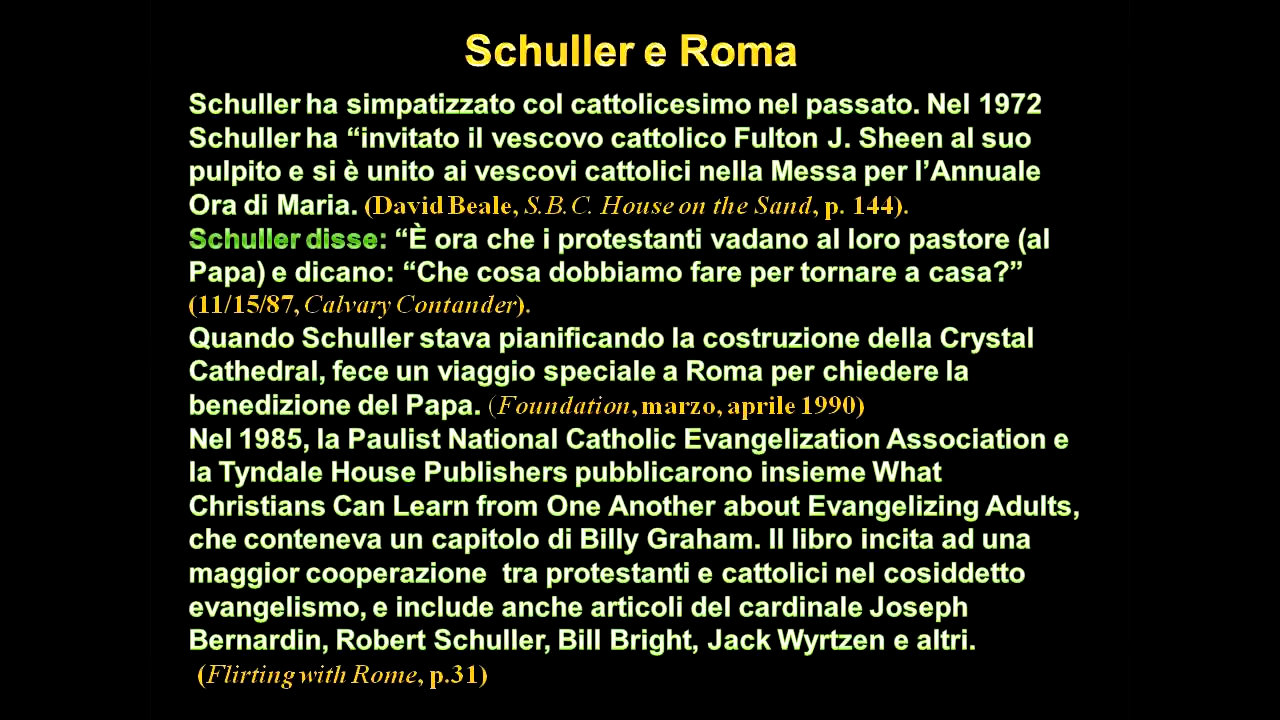 Schuller e Roma
Schuller ha simpatizzato col cattolicesimo nel passato. Nel 1972
Schuller ha “invitato il vescovo cattolico Fulton J. Sheen al suo
pulpito e si è unito ai vescovi cattolici nella Messa per l’Annuale
Ora di Maria. (David Beale, S.B.C. House on the Sand, p. 144).
Schuller disse: “È ora che i protestanti vadano al loro pastore (al
Papa) e dicano: “Che cosa dobbiamo fare per tornare a casa?”
(11/15/87, Calvary Contander).
Quando Schuller stava pianificando la costruzione della Crystal
Cathedral, fece un viaggio speciale a Roma per chiedere la
benedizione del Papa. (Foundation, marzo, aprile 1990)
Nel 1985, la Paulist National Catholic Evangelization Association e
la Tyndale House Publishers pubblicarono insieme What
Christians Can Learn from One Another about Evangelizing Adults,
che conteneva un capitolo di Billy Graham. Il libro incita ad una
maggior cooperazione  tra protestanti e cattolici nel cosiddetto
evangelismo, e include anche articoli del cardinale Joseph
Bernardin, Robert Schuller, Bill Bright, Jack Wyrtzen e altri.
(Flirting with Rome, p.31)